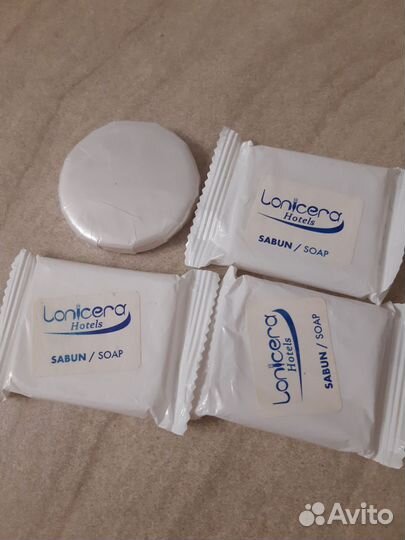 Lonicera
Hotels
SABUN / SOAP
Lonicera
Hotels
SABUN / SOAP
Lonicera
Hotels
SABUN / SOAP
Avito